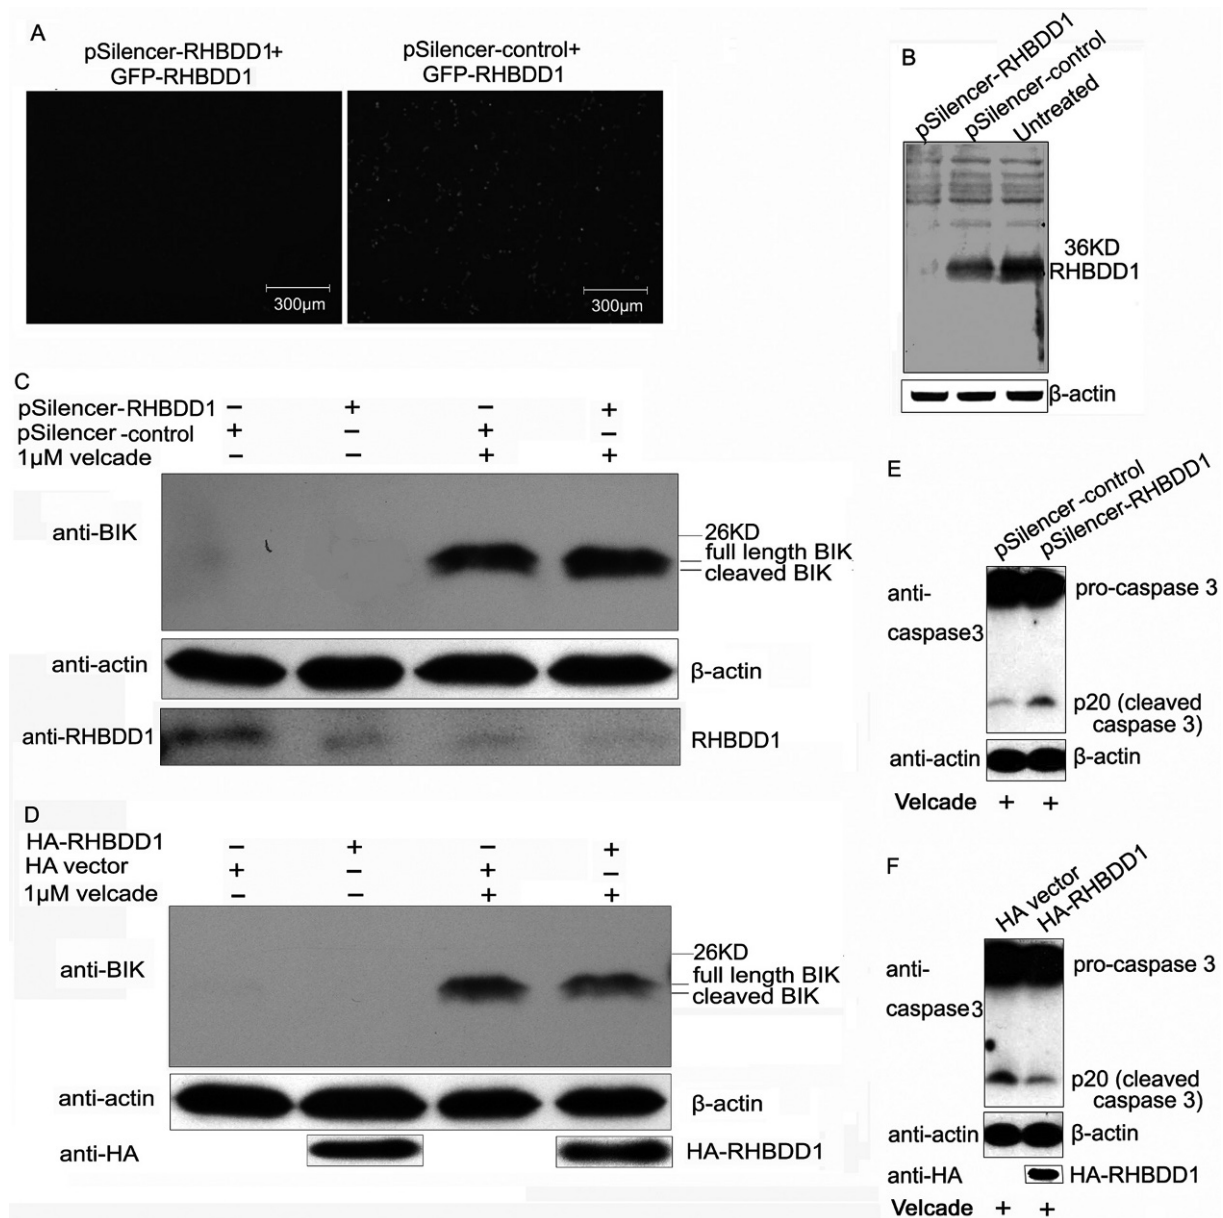 A
pSilencer-RHBDD1+
GFP-RHBDD1
pSilencer-control+
GFP-RHBDD1
300μm
300μm
B
pSilencer-RHBDD1
pSilencer-control
Untreated
36KD
RHBDD1
β-actin
C
pSilencer-RHBDD1 – + – +
pSilencer-control + – + –
1μM velcade – – + +
anti-BIK
26KD
full length BIK
cleaved BIK
anti-actin
β-actin
anti-RHBDD1
RHBDD1
D
HA-RHBDD1 – + – +
HA vector + – + –
1μM velcade – – + +
anti-BIK
26KD
full length BIK
cleaved BIK
anti-actin
β-actin
anti-HA
HA-RHBDD1
E
pSilencer-control
pSilencer-RHBDD1
anti-
caspase3
pro-caspase 3
p20 (cleaved
caspase 3)
anti-actin
β-actin
Velcade + +
F
HA vector
HA-RHBDD1
anti-
caspase3
pro-caspase 3
p20 (cleaved
caspase 3)
anti-actin
β-actin
anti-HA
HA-RHBDD1
Velcade + +